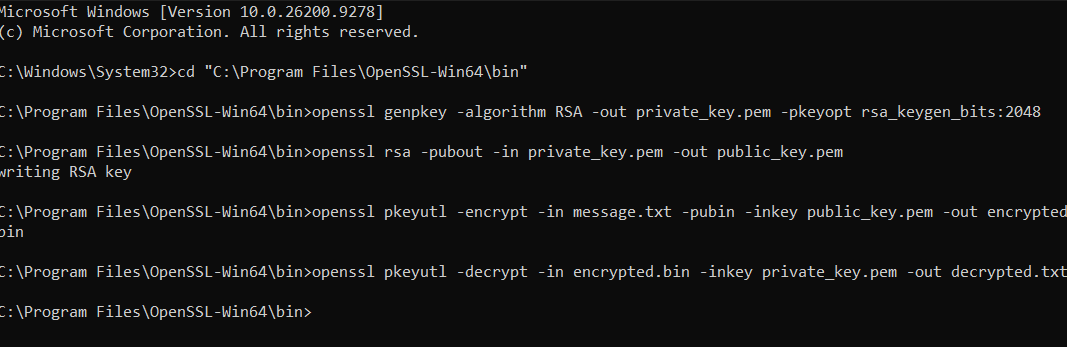 Microsoft Windows [Version 10.0.26200.9278]
(c) Microsoft Corporation. All rights reserved.
C:\Windows\System32>cd "C:\Program Files\OpenSSL-Win64\bin"
C:\Program Files\OpenSSL-Win64\bin>openssl genpkey -algorithm RSA -out private_key.pem -pkeyopt rsa_keygen_bits:2048
C:\Program Files\OpenSSL-Win64\bin>openssl rsa -pubout -in private_key.pem -out public_key.pem
writing RSA key
C:\Program Files\OpenSSL-Win64\bin>openssl pkeyutl -encrypt -in message.txt -pubin -inkey public_key.pem -out encrypted
bin
C:\Program Files\OpenSSL-Win64\bin>openssl pkeyutl -decrypt -in encrypted.bin -inkey private_key.pem -out decrypted.txt
C:\Program Files\OpenSSL-Win64\bin>